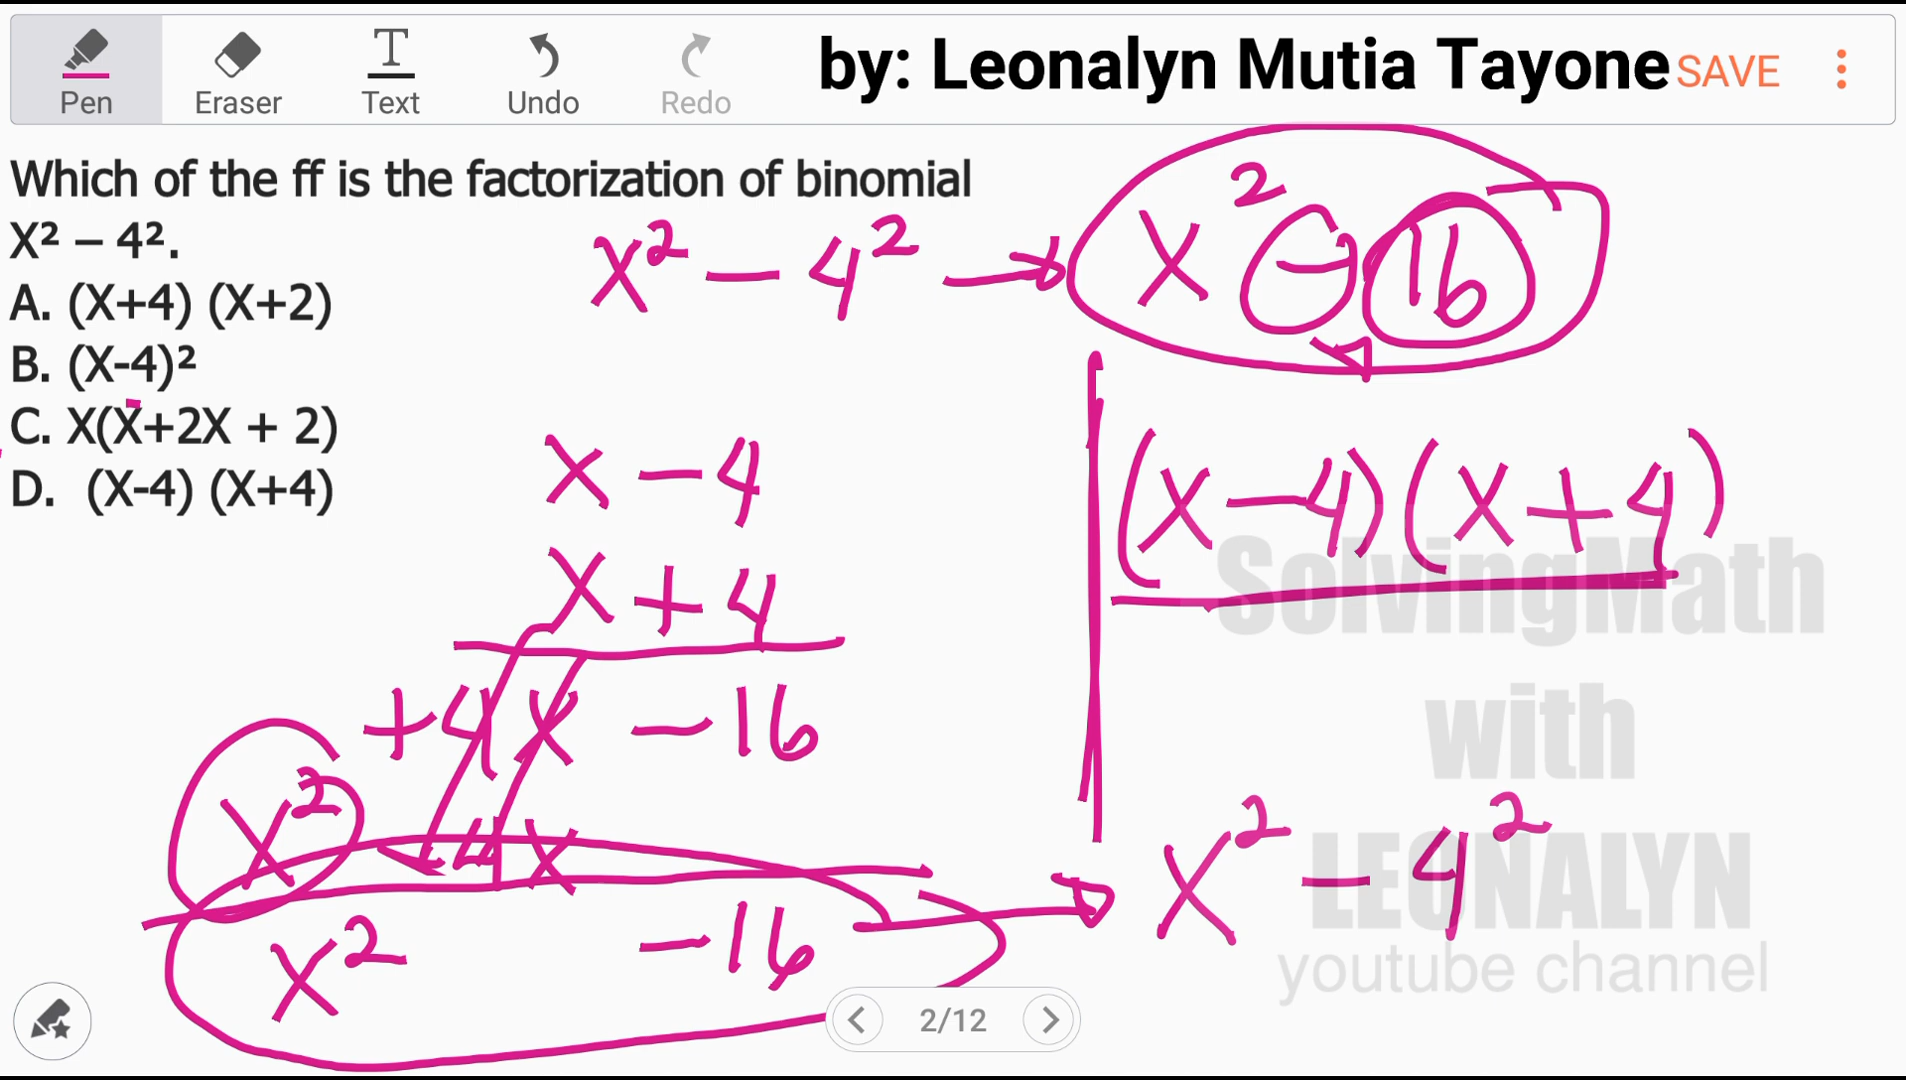 Pen Eraser Text Undo Redo by: Leonalyn Mutia Tayone SAVE
Which of the ff is the factorization of binomial
X² – 4².
A. (X+4) (X+2)
B. (X-4)²
C. X(X+2X + 2)
D. (X-4) (X+4)
x² – 4² → x² – 16
x – 4
x + 4
+4x – 16
x² – 4x
x² – 16
(x – 4)(x + 4)
x² – 4²
SolvingMath
with
LEONALYN
youtube channel
2/12